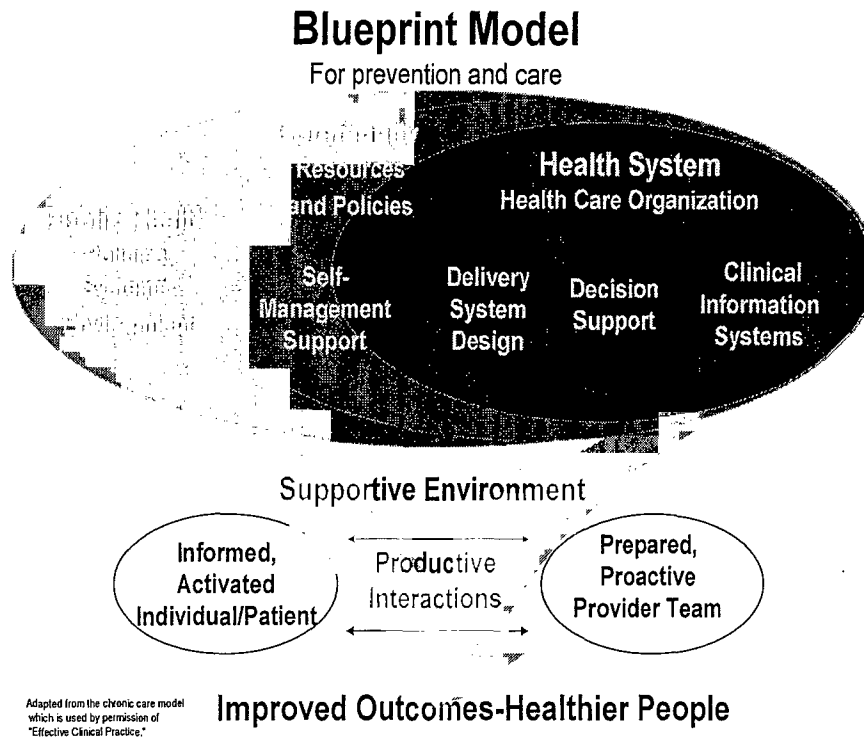 Blueprint Model
For prevention and care
Community
Resources
and Policies
Health System
Health Care Organization
Self-
Management
Support
Delivery
System
Design
Decision
Support
Clinical
Information
Systems
Supportive Environment
Informed,
Activated
Individual/Patient
Productive
Interactions
Prepared,
Proactive
Provider Team
Improved Outcomes-Healthier People
Adapted from the chronic care model
which is used by permission of
"Effective Clinical Practice."